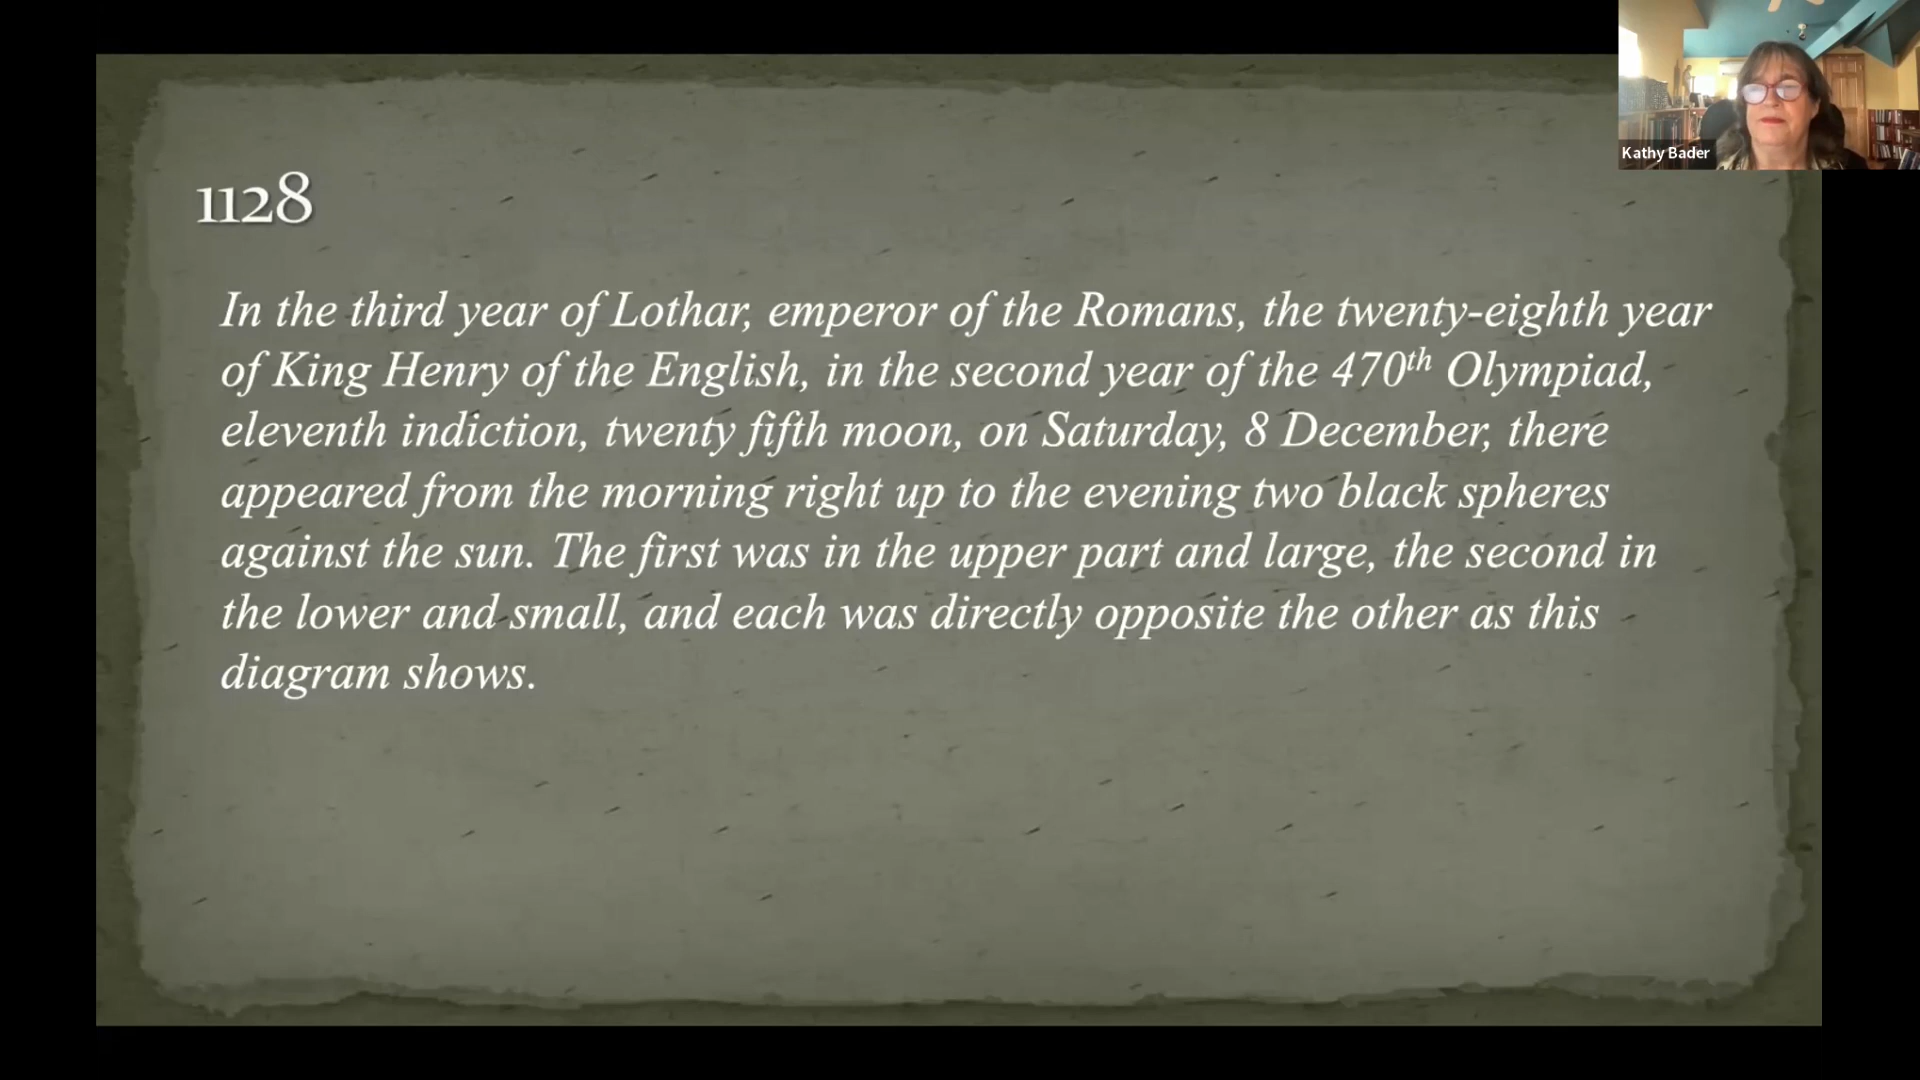 Kathy Bader
1128
In the third year of Lothar, emperor of the Romans, the twenty-eighth year
of King Henry of the English, in the second year of the 470th Olympiad,
eleventh indiction, twenty fifth moon, on Saturday, 8 December, there
appeared from the morning right up to the evening two black spheres
against the sun. The first was in the upper part and large, the second in
the lower and small, and each was directly opposite the other as this
diagram shows.